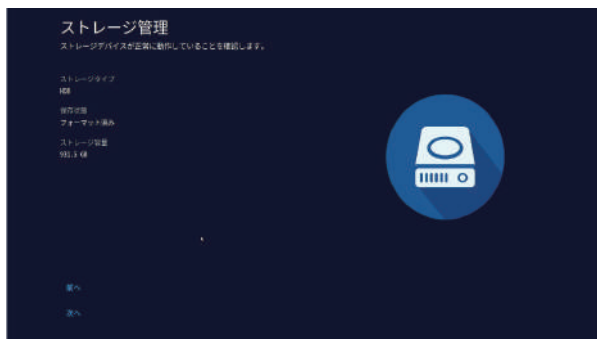 ストレージ管理
ストレージデバイスが正常に動作していることを確認します。
ストレージタイプ
HDD
保存状態
フォーマット済み
ストレージ容量
931.5 GB
前へ
次へ